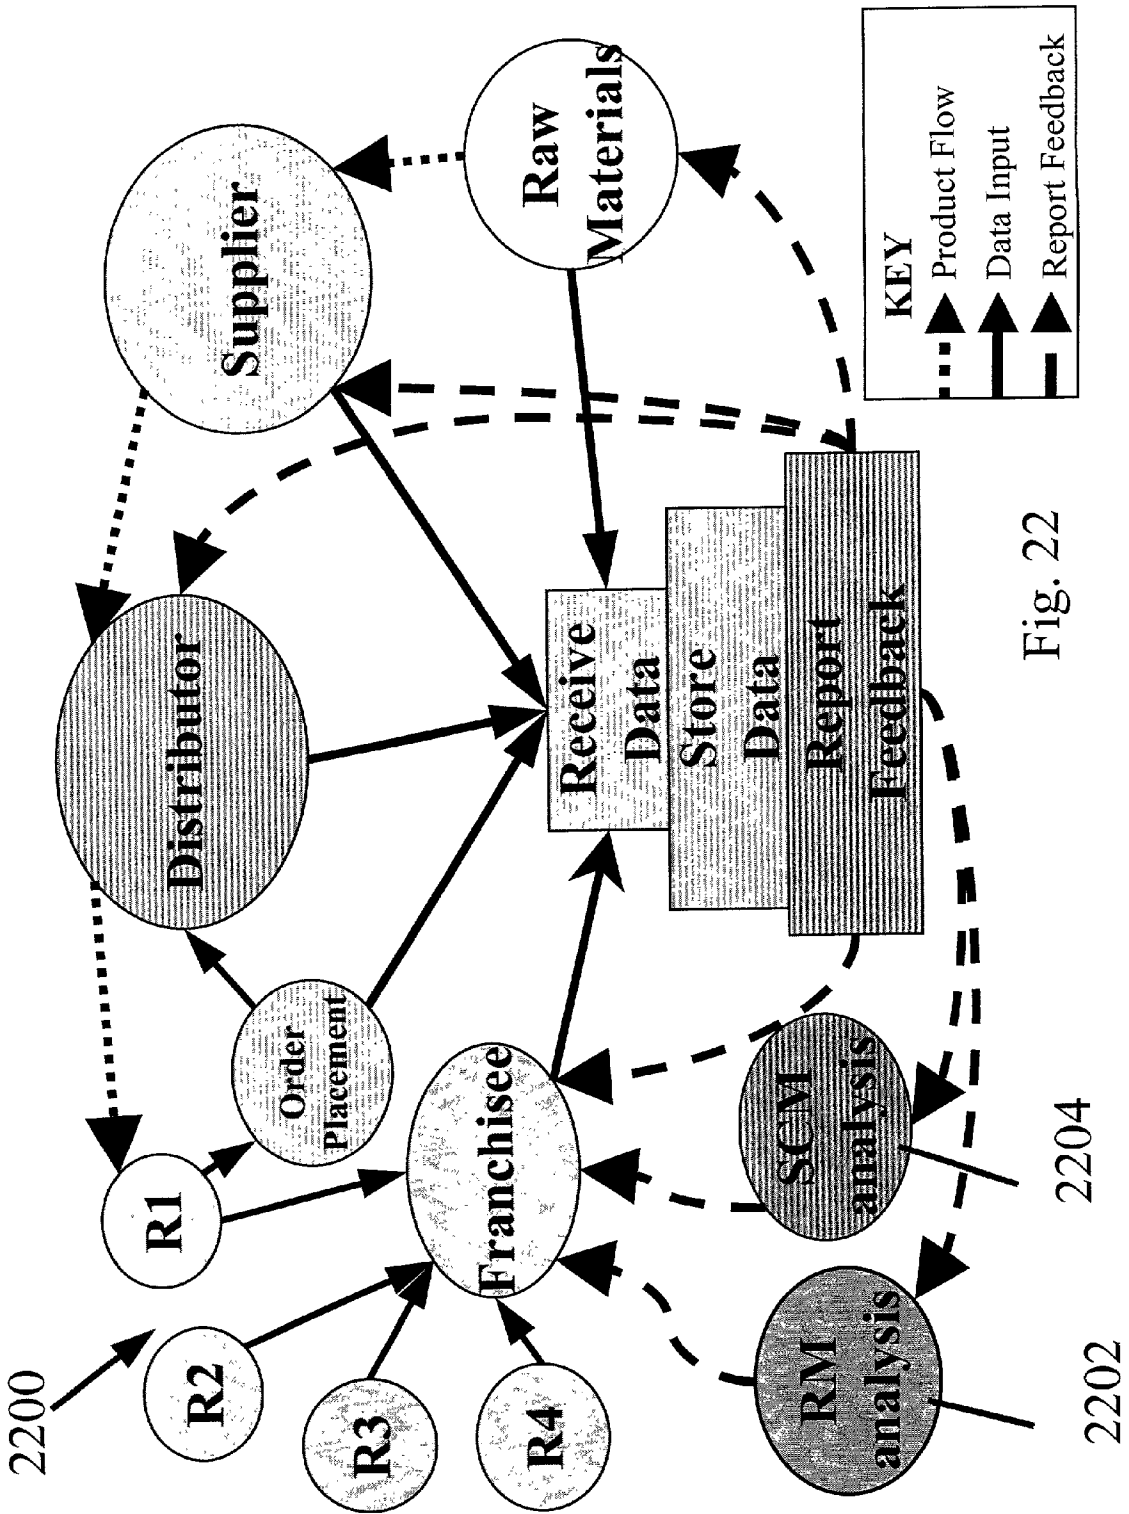 2200
R1
R2
R3
R4
Order
Placement
Distributor
Supplier
Raw
Materials
Franchisee
Receive
Data
Store
Data
Report
Feedback
RM
analysis
SCM
analysis
2202
2204
KEY
Product Flow
Data Input
Report Feedback
Fig. 22